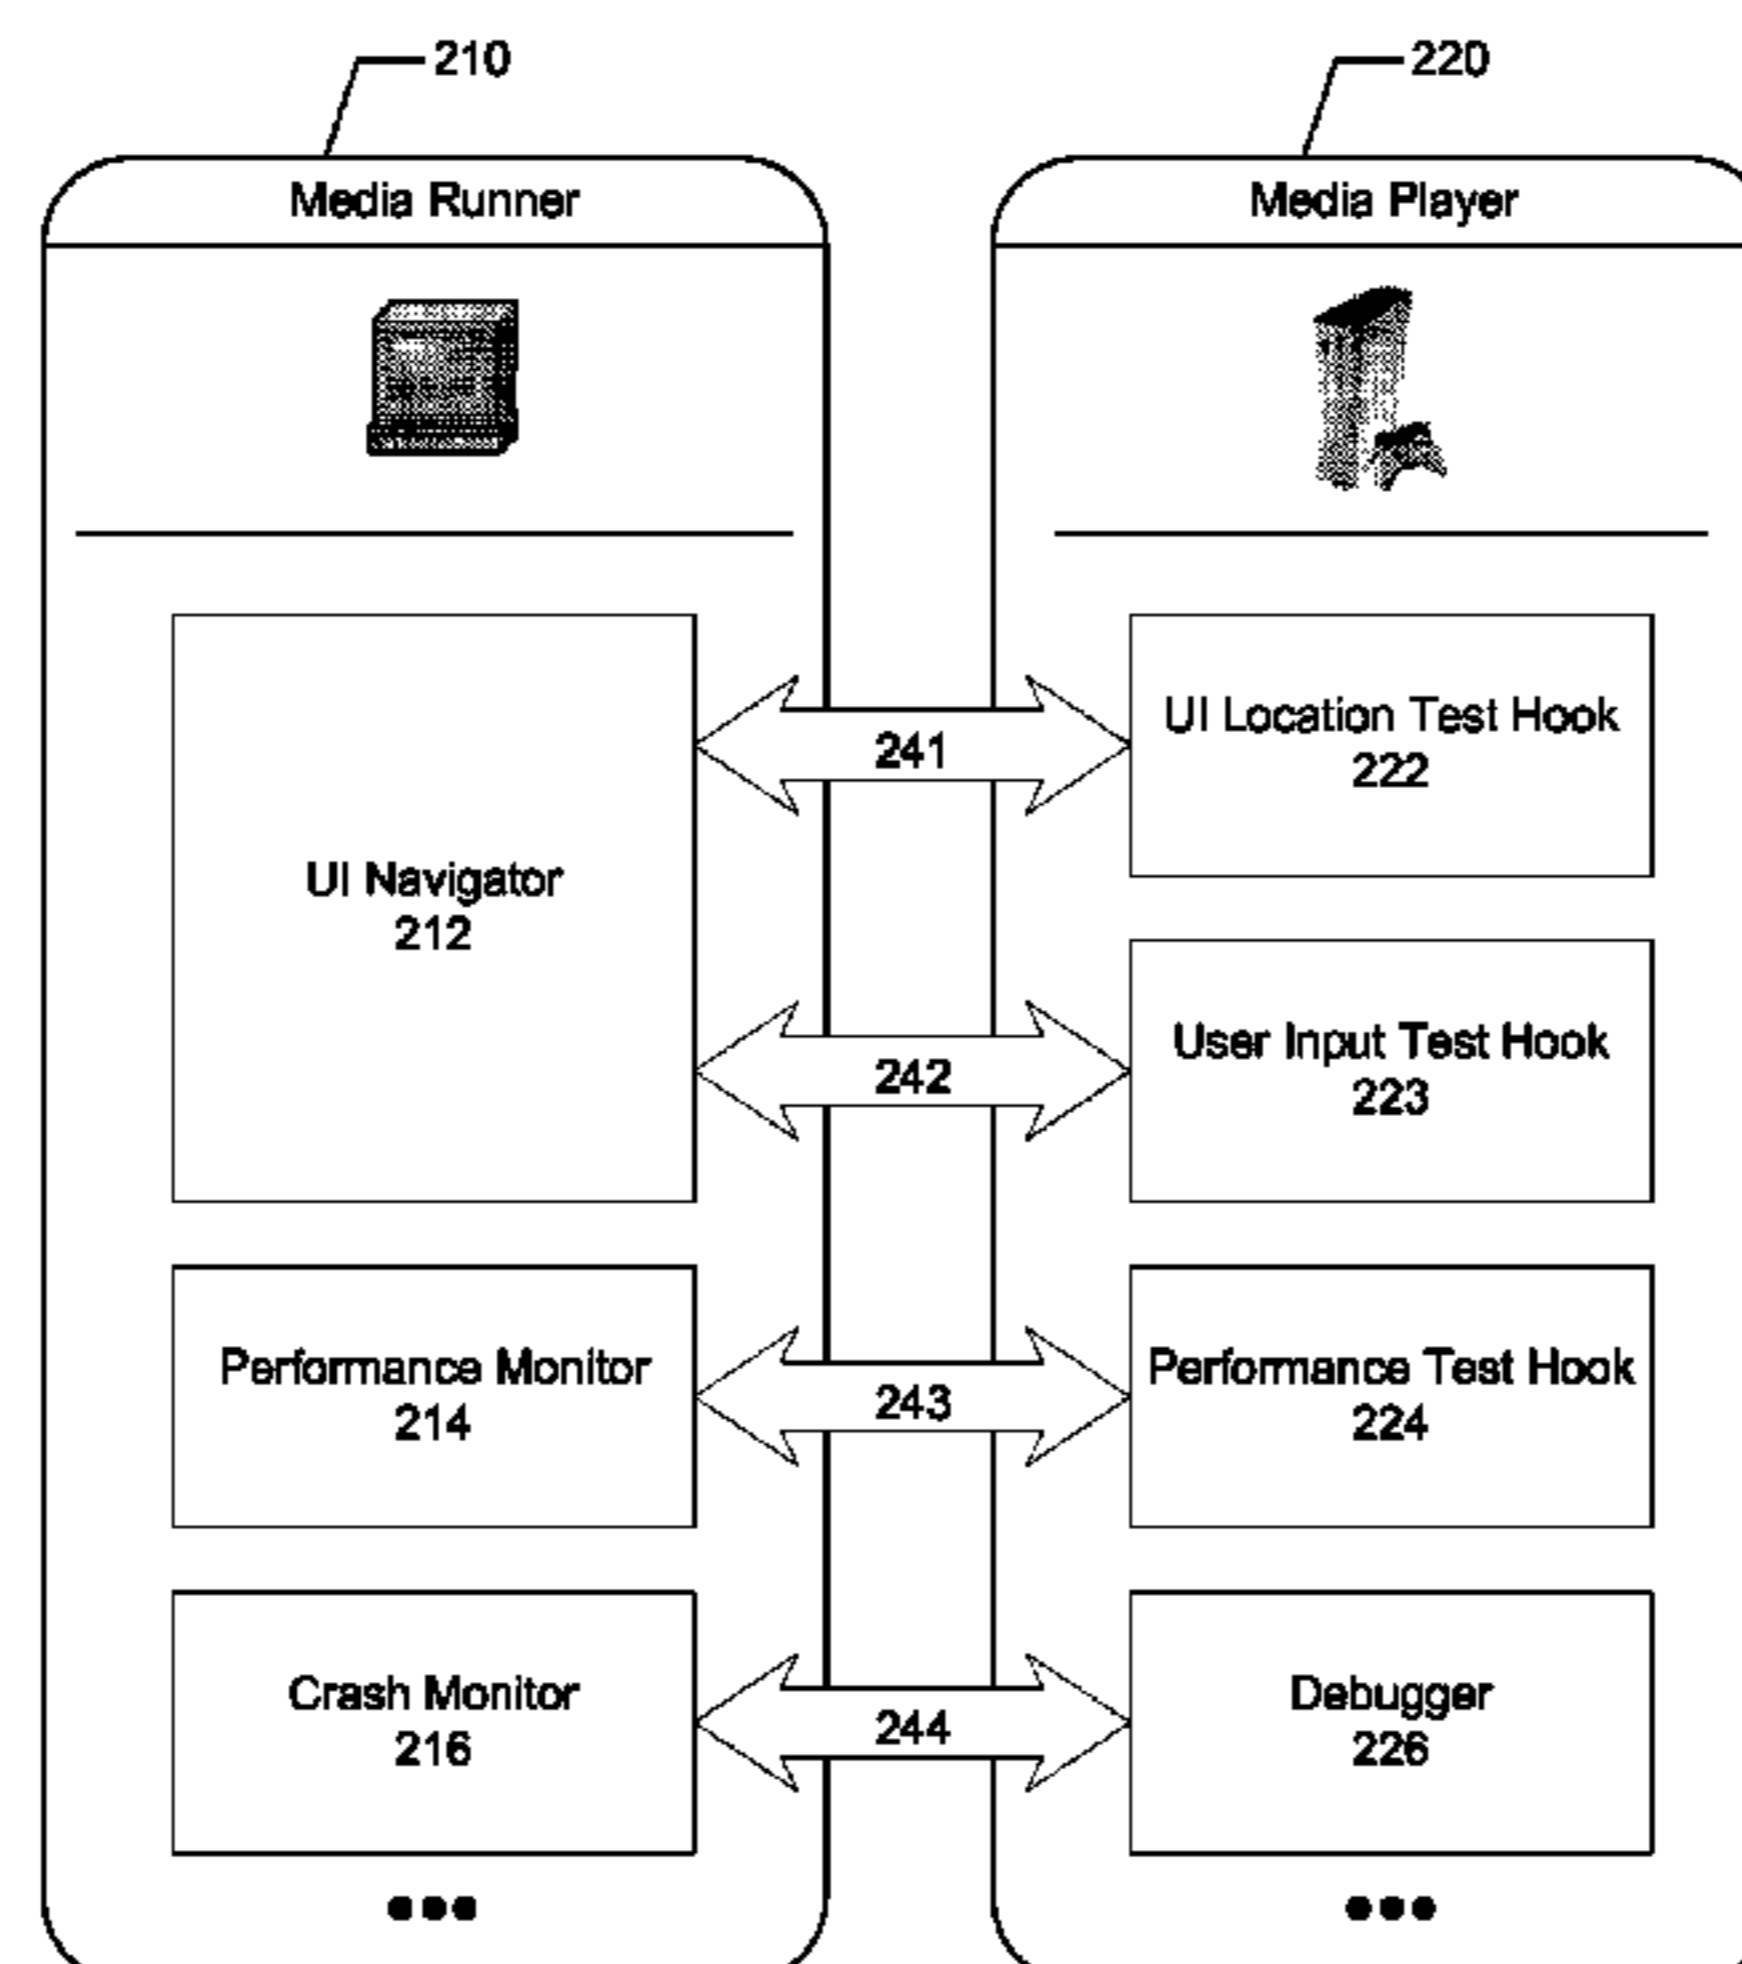 210
220
Media Runner
Media Player
UI Navigator
212
241
UI Location Test Hook
222
242
User Input Test Hook
223
Performance Monitor
214
243
Performance Test Hook
224
Crash Monitor
216
244
Debugger
226